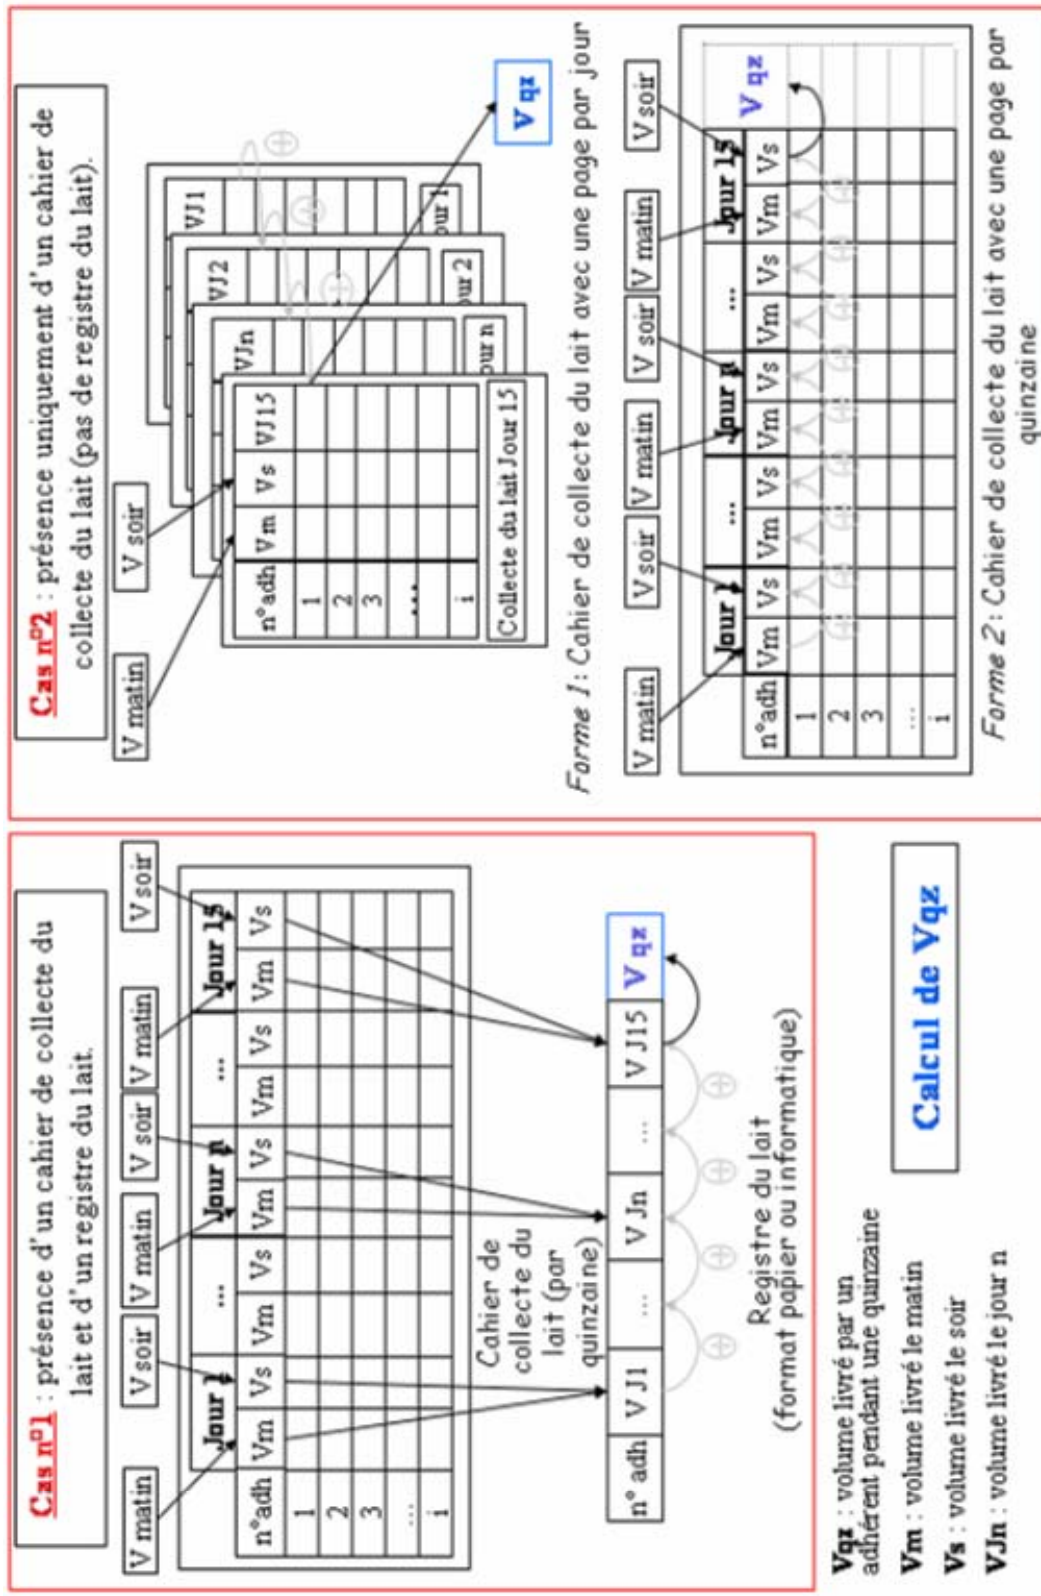 Cas n°1 : présence d'un cahier de collecte du
lait et d'un registre du lait.
V matin V soir V matin V soir V matin V soir
Jour 1 ... Jour n ... Jour 15
n°adh Vm Vs Vm Vs Vm Vs Vm Vs Vm Vs
1
2
3
...
i
Cahier de
collecte du
lait (par
quinzaine)
n° adh V J1 ... V Jn ... V J15 V qz
Registre du lait
(format papier ou informatique)
Vqz : volume livré par un
adhérent pendant une quinzaine
Vm : volume livré le matin
Vs : volume livré le soir
VJn : volume livré le jour n
Calcul de Vqz
Cas n°2 : présence uniquement d'un cahier de
collecte du lait (pas de registre du lait).
V matin V soir
VJ1
VJ2
VJn
n°adh Vm Vs VJ15
1
2
3
...
i
our 1
our 2
our n
Collecte du lait Jour 15
V qz
Forme 1: Cahier de collecte du lait avec une page par jour
V matin V soir V matin V soir V matin V soir
Jour 1 ... Jour n ... Jour 15
V qz
n°adh Vm Vs Vm Vs Vm Vs Vm Vs Vm Vs
1
2
3
...
i
Forme 2: Cahier de collecte du lait avec une page par
quinzaine